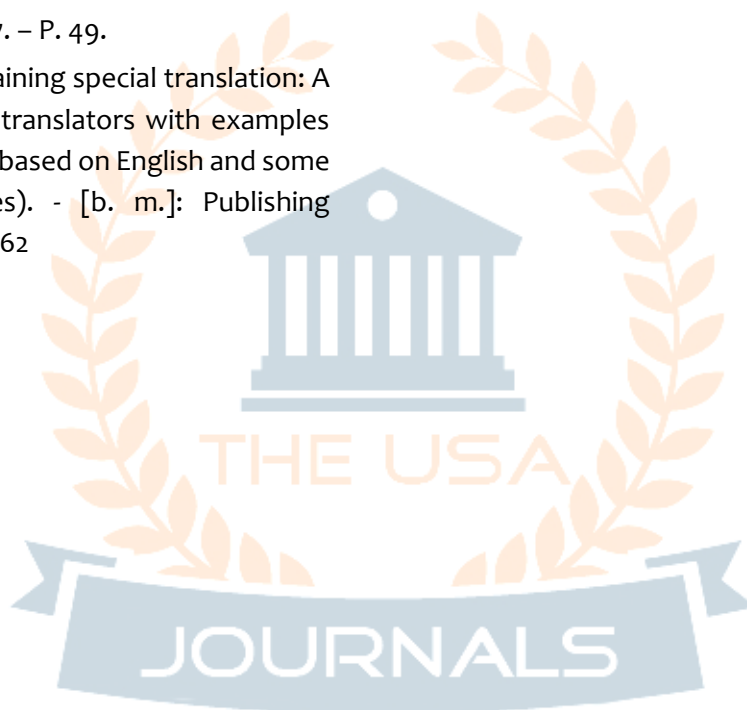 7. – P. 49.
aining special translation: A
translators with examples
based on English and some
es). - [b. m.]: Publishing
62
THE USA
JOURNALS